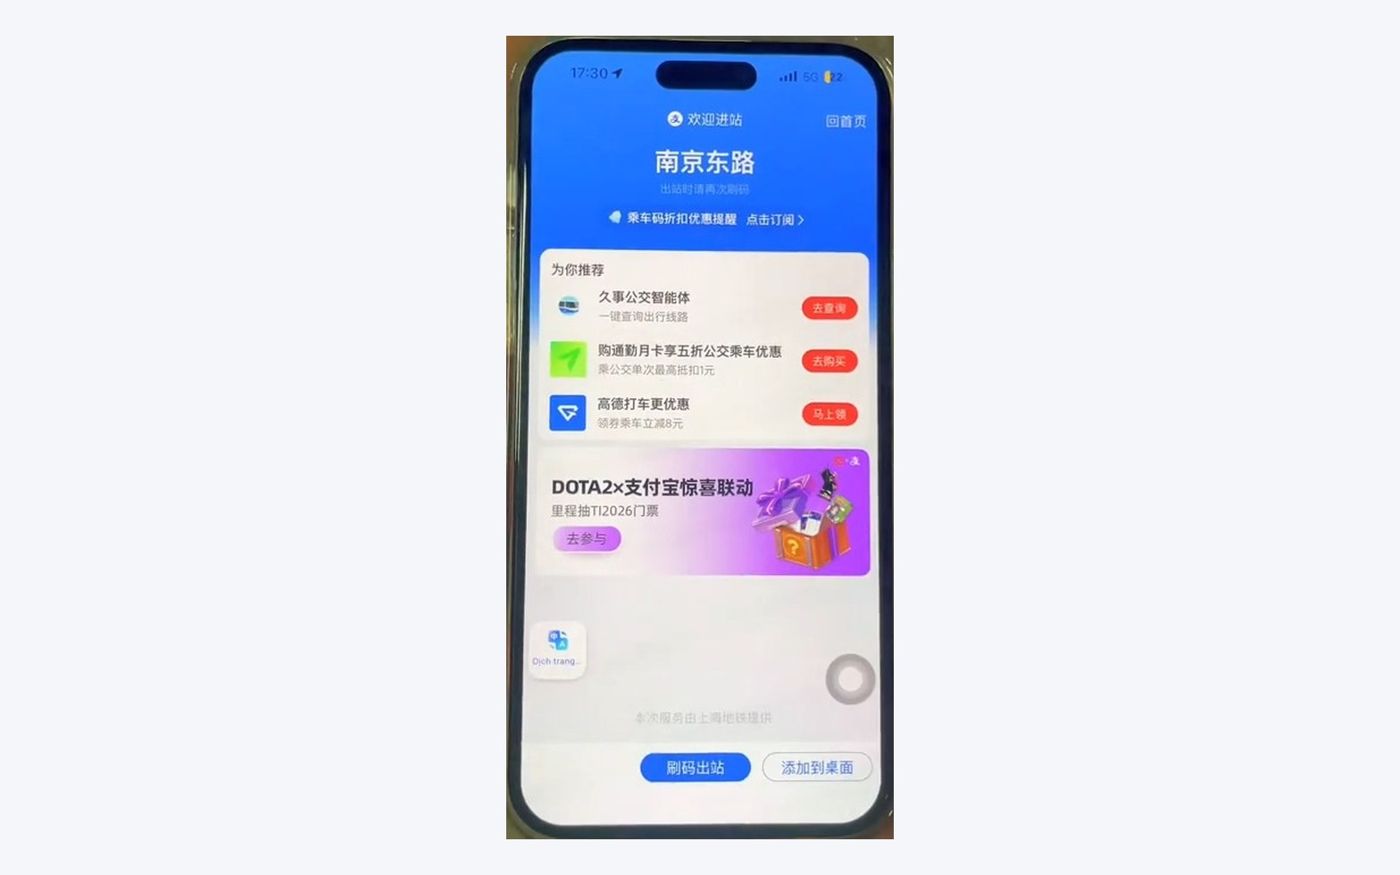 17:30
5G 22
支 欢迎进站
回首页
南京东路
出站时请再次刷码
乘车码折扣优惠提醒 点击订阅 >
为你推荐
久事公交智能体
一键查询出行线路
去查询
购通勤月卡享五折公交乘车优惠
乘公交单次最高抵扣1元
去购买
高德打车更优惠
领券乘车立减8元
马上领
DOTA2×支付宝惊喜联动
里程抽TI2026门票
去参与
?
Dịch trang...
本次服务由上海地铁提供
刷码出站
添加到桌面